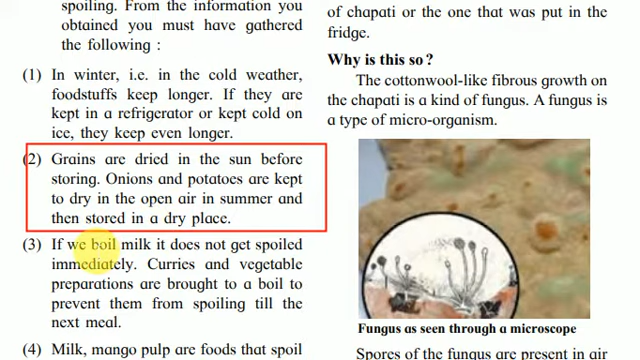 spoiling. From the information you
obtained you must have gathered
the following :
(1) In winter, i.e. in the cold weather,
foodstuffs keep longer. If they are
kept in a refrigerator or kept cold on
ice, they keep even longer.
(2) Grains are dried in the sun before
storing. Onions and potatoes are kept
to dry in the open air in summer and
then stored in a dry place.
(3) If we boil milk it does not get spoiled
immediately. Curries and vegetable
preparations are brought to a boil to
prevent them from spoiling till the
next meal.
(4) Milk, mango pulp are foods that spoil
of chapati or the one that was put in the
fridge.
Why is this so ?
The cottonwool-like fibrous growth on
the chapati is a kind of fungus. A fungus is
a type of micro-organism.
Fungus as seen through a microscope
Spores of the fungus are present in air